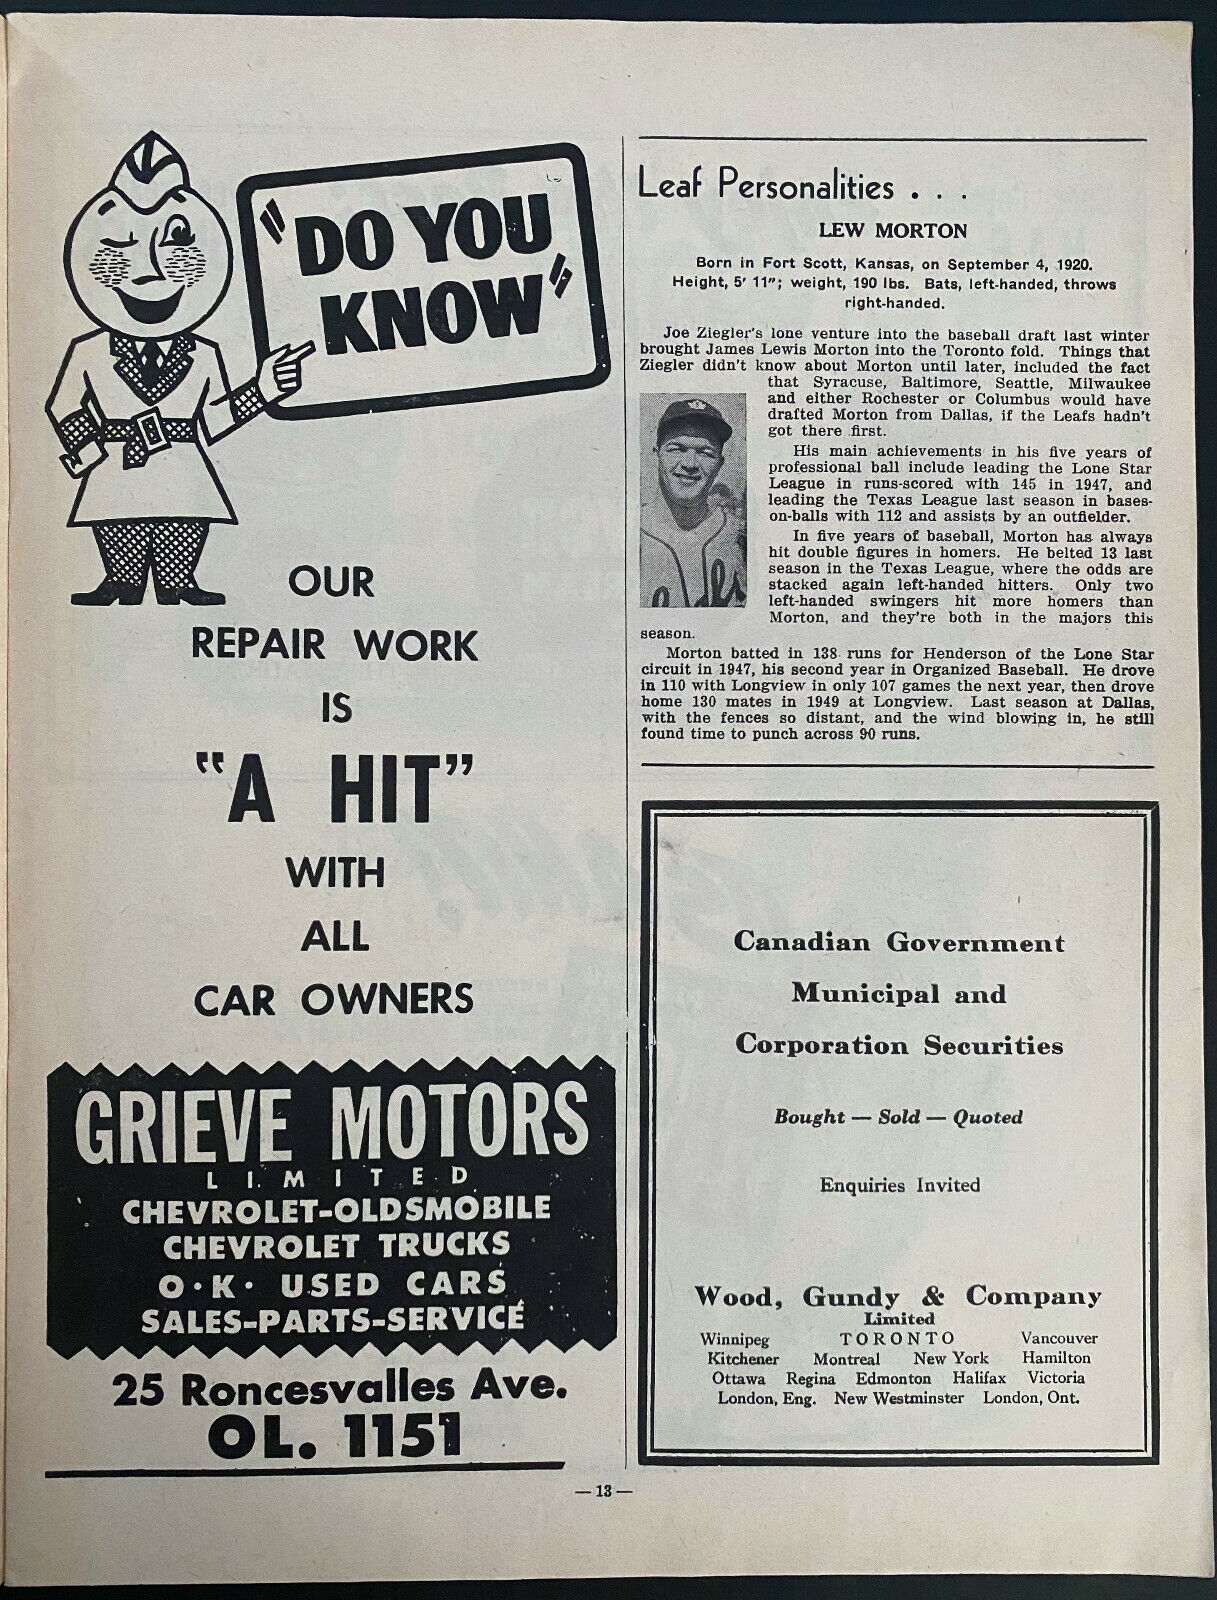 "DO YOU
KNOW"
OUR
REPAIR WORK
IS
"A HIT"
WITH
ALL
CAR OWNERS
GRIEVE MOTORS
LIMITED
CHEVROLET-OLDSMOBILE
CHEVROLET TRUCKS
O·K· USED CARS
SALES-PARTS-SERVICE
25 Roncesvalles Ave.
OL. 1151
Leaf Personalities . . .
LEW MORTON
Born in Fort Scott, Kansas, on September 4, 1920.
Height, 5' 11"; weight, 190 lbs. Bats, left-handed, throws
right-handed.
Joe Ziegler's lone venture into the baseball draft last winter
brought James Lewis Morton into the Toronto fold. Things that
Ziegler didn't know about Morton until later, included the fact
that Syracuse, Baltimore, Seattle, Milwaukee
and either Rochester or Columbus would have
drafted Morton from Dallas, if the Leafs hadn't
got there first.
His main achievements in his five years of
professional ball include leading the Lone Star
League in runs-scored with 145 in 1947, and
leading the Texas League last season in bases-
on-balls with 112 and assists by an outfielder.
In five years of baseball, Morton has always
hit double figures in homers. He belted 13 last
season in the Texas League, where the odds are
stacked again left-handed hitters. Only two
left-handed swingers hit more homers than
Morton, and they're both in the majors this
season.
Morton batted in 138 runs for Henderson of the Lone Star
circuit in 1947, his second year in Organized Baseball. He drove
in 110 with Longview in only 107 games the next year, then drove
home 130 mates in 1949 at Longview. Last season at Dallas,
with the fences so distant, and the wind blowing in, he still
found time to punch across 90 runs.
Canadian Government
Municipal and
Corporation Securities
Bought — Sold — Quoted
Enquiries Invited
Wood, Gundy & Company
Limited
Winnipeg TORONTO Vancouver
Kitchener Montreal New York Hamilton
Ottawa Regina Edmonton Halifax Victoria
London, Eng. New Westminster London, Ont.
— 13 —